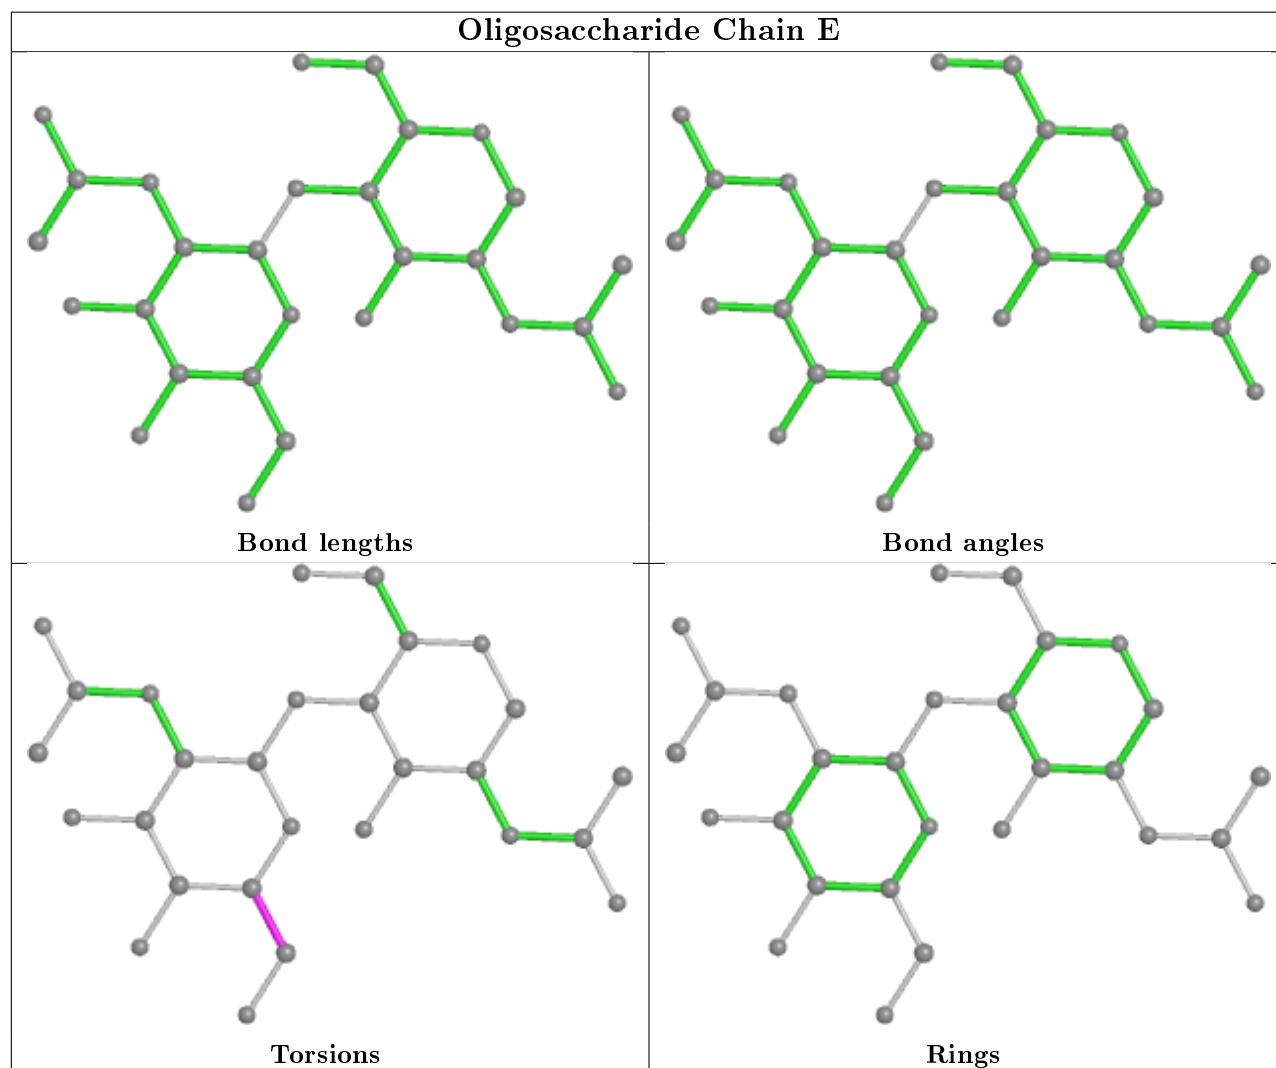 Oligosaccharide Chain E
Bond lengths
Bond angles
Torsions
Rings